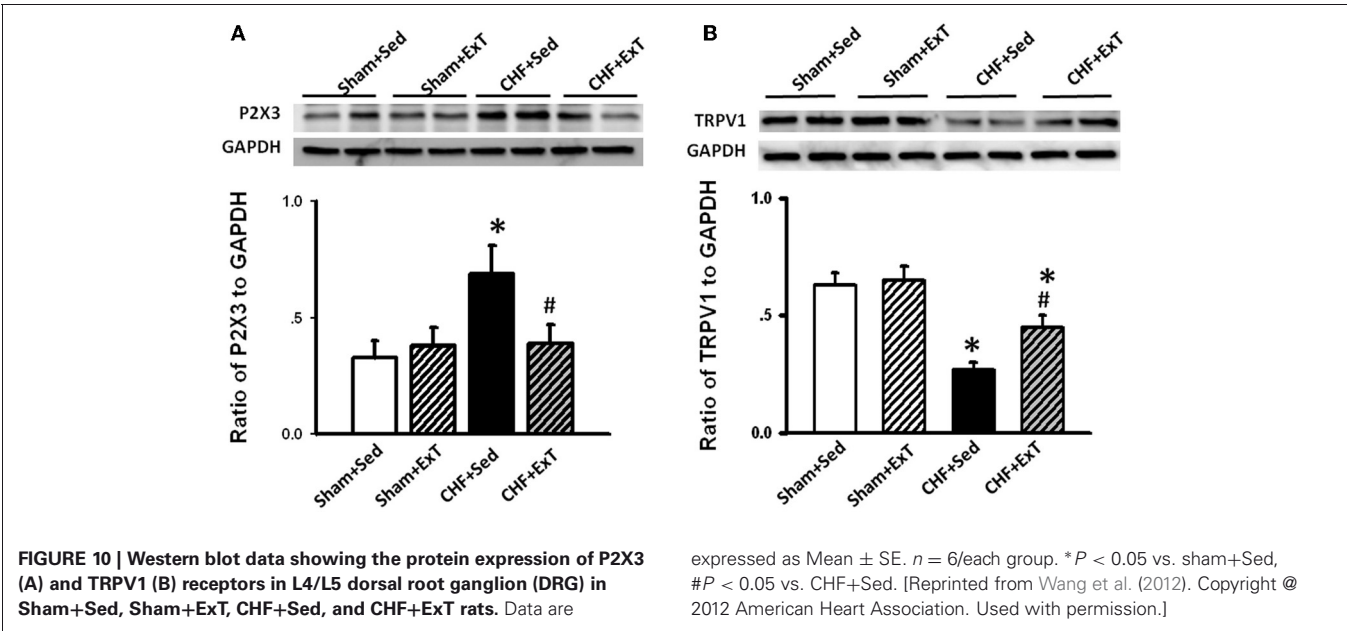 A
Sham+Sed
Sham+ExT
CHF+Sed
CHF+ExT
P2X3
GAPDH
Ratio of P2X3 to GAPDH
1.0
.5
0.0
*
#
Sham+Sed
Sham+ExT
CHF+Sed
CHF+ExT
B
Sham+Sed
Sham+ExT
CHF+Sed
CHF+ExT
TRPV1
GAPDH
Ratio of TRPV1 to GAPDH
1.0
.5
0.0
*
*
#
Sham+Sed
Sham+ExT
CHF+Sed
CHF+ExT
FIGURE 10 | Western blot data showing the protein expression of P2X3
(A) and TRPV1 (B) receptors in L4/L5 dorsal root ganglion (DRG) in
Sham+Sed, Sham+ExT, CHF+Sed, and CHF+ExT rats. Data are
expressed as Mean ± SE. n = 6/each group. *P < 0.05 vs. sham+Sed,
#P < 0.05 vs. CHF+Sed. [Reprinted from Wang et al. (2012). Copyright @
2012 American Heart Association. Used with permission.]